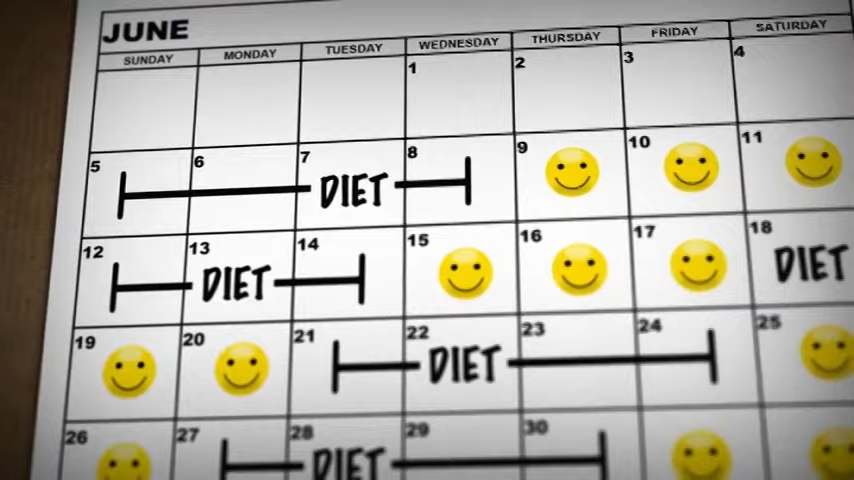 JUNE
SUNDAY MONDAY TUESDAY WEDNESDAY THURSDAY FRIDAY SATURDAY
1 2 3 4
5 6 7 8 9 10 11
DIET
12 13 14 15 16 17 18
DIET DIET
19 20 21 22 23 24 25
DIET
26 27 28 29 30
DIET